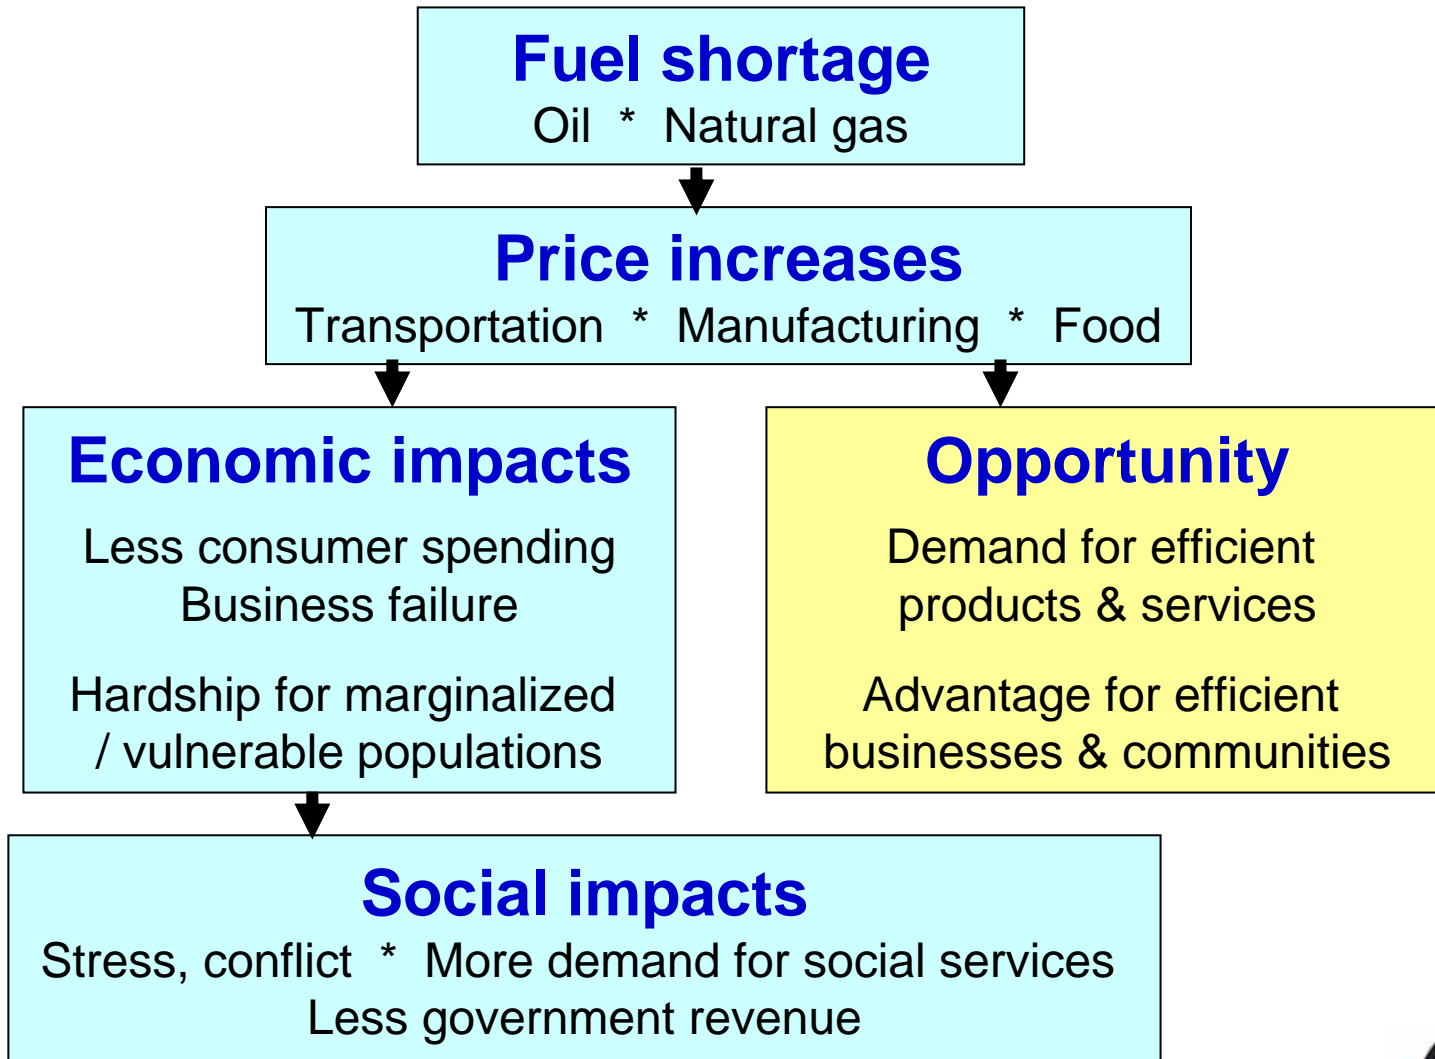 Fuel shortage
Oil * Natural gas
Price increases
Transportation * Manufacturing * Food
Economic impacts
Less consumer spending
Business failure
Hardship for marginalized
/ vulnerable populations
Opportunity
Demand for efficient
products & services
Advantage for efficient
businesses & communities
Social impacts
Stress, conflict * More demand for social services
Less government revenue